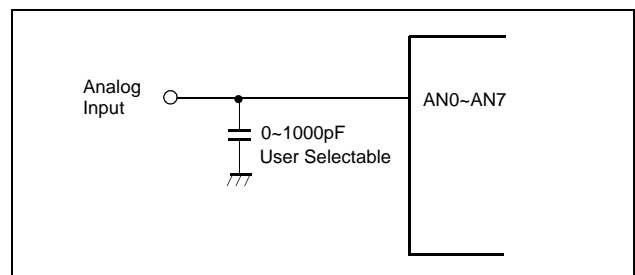 Analog
Input
AN0~AN7
0~1000pF
User Selectable